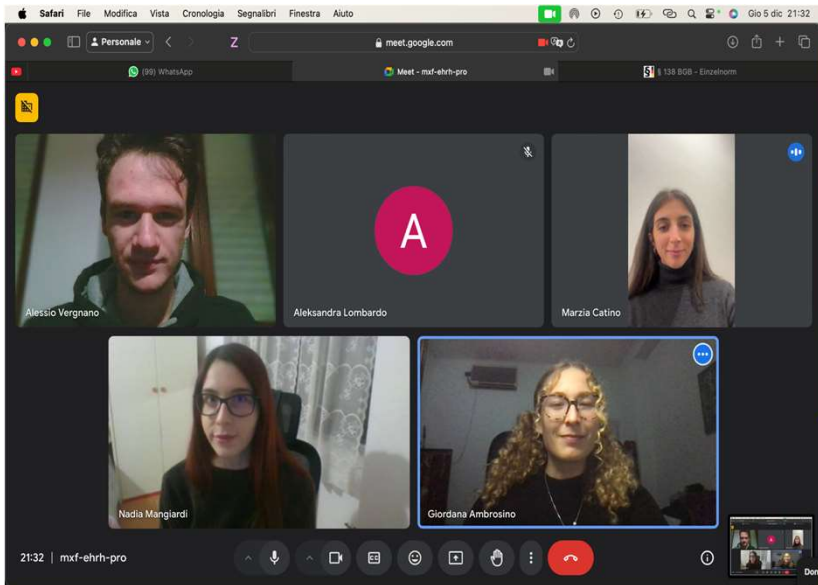 Safari File Modifica Vista Cronologia Segnalibri Finestra Aiuto Gio 5 dic 21:32
Personale Z meet.google.com
(99) WhatsApp Meet - mxf-ehrh-pro § 138 BGB - Einzelnorm
A
Alessio Vergnano Aleksandra Lombardo Marzia Catino
Nadia Mangiardi Giordana Ambrosino
21:32 | mxf-ehrh-pro CC